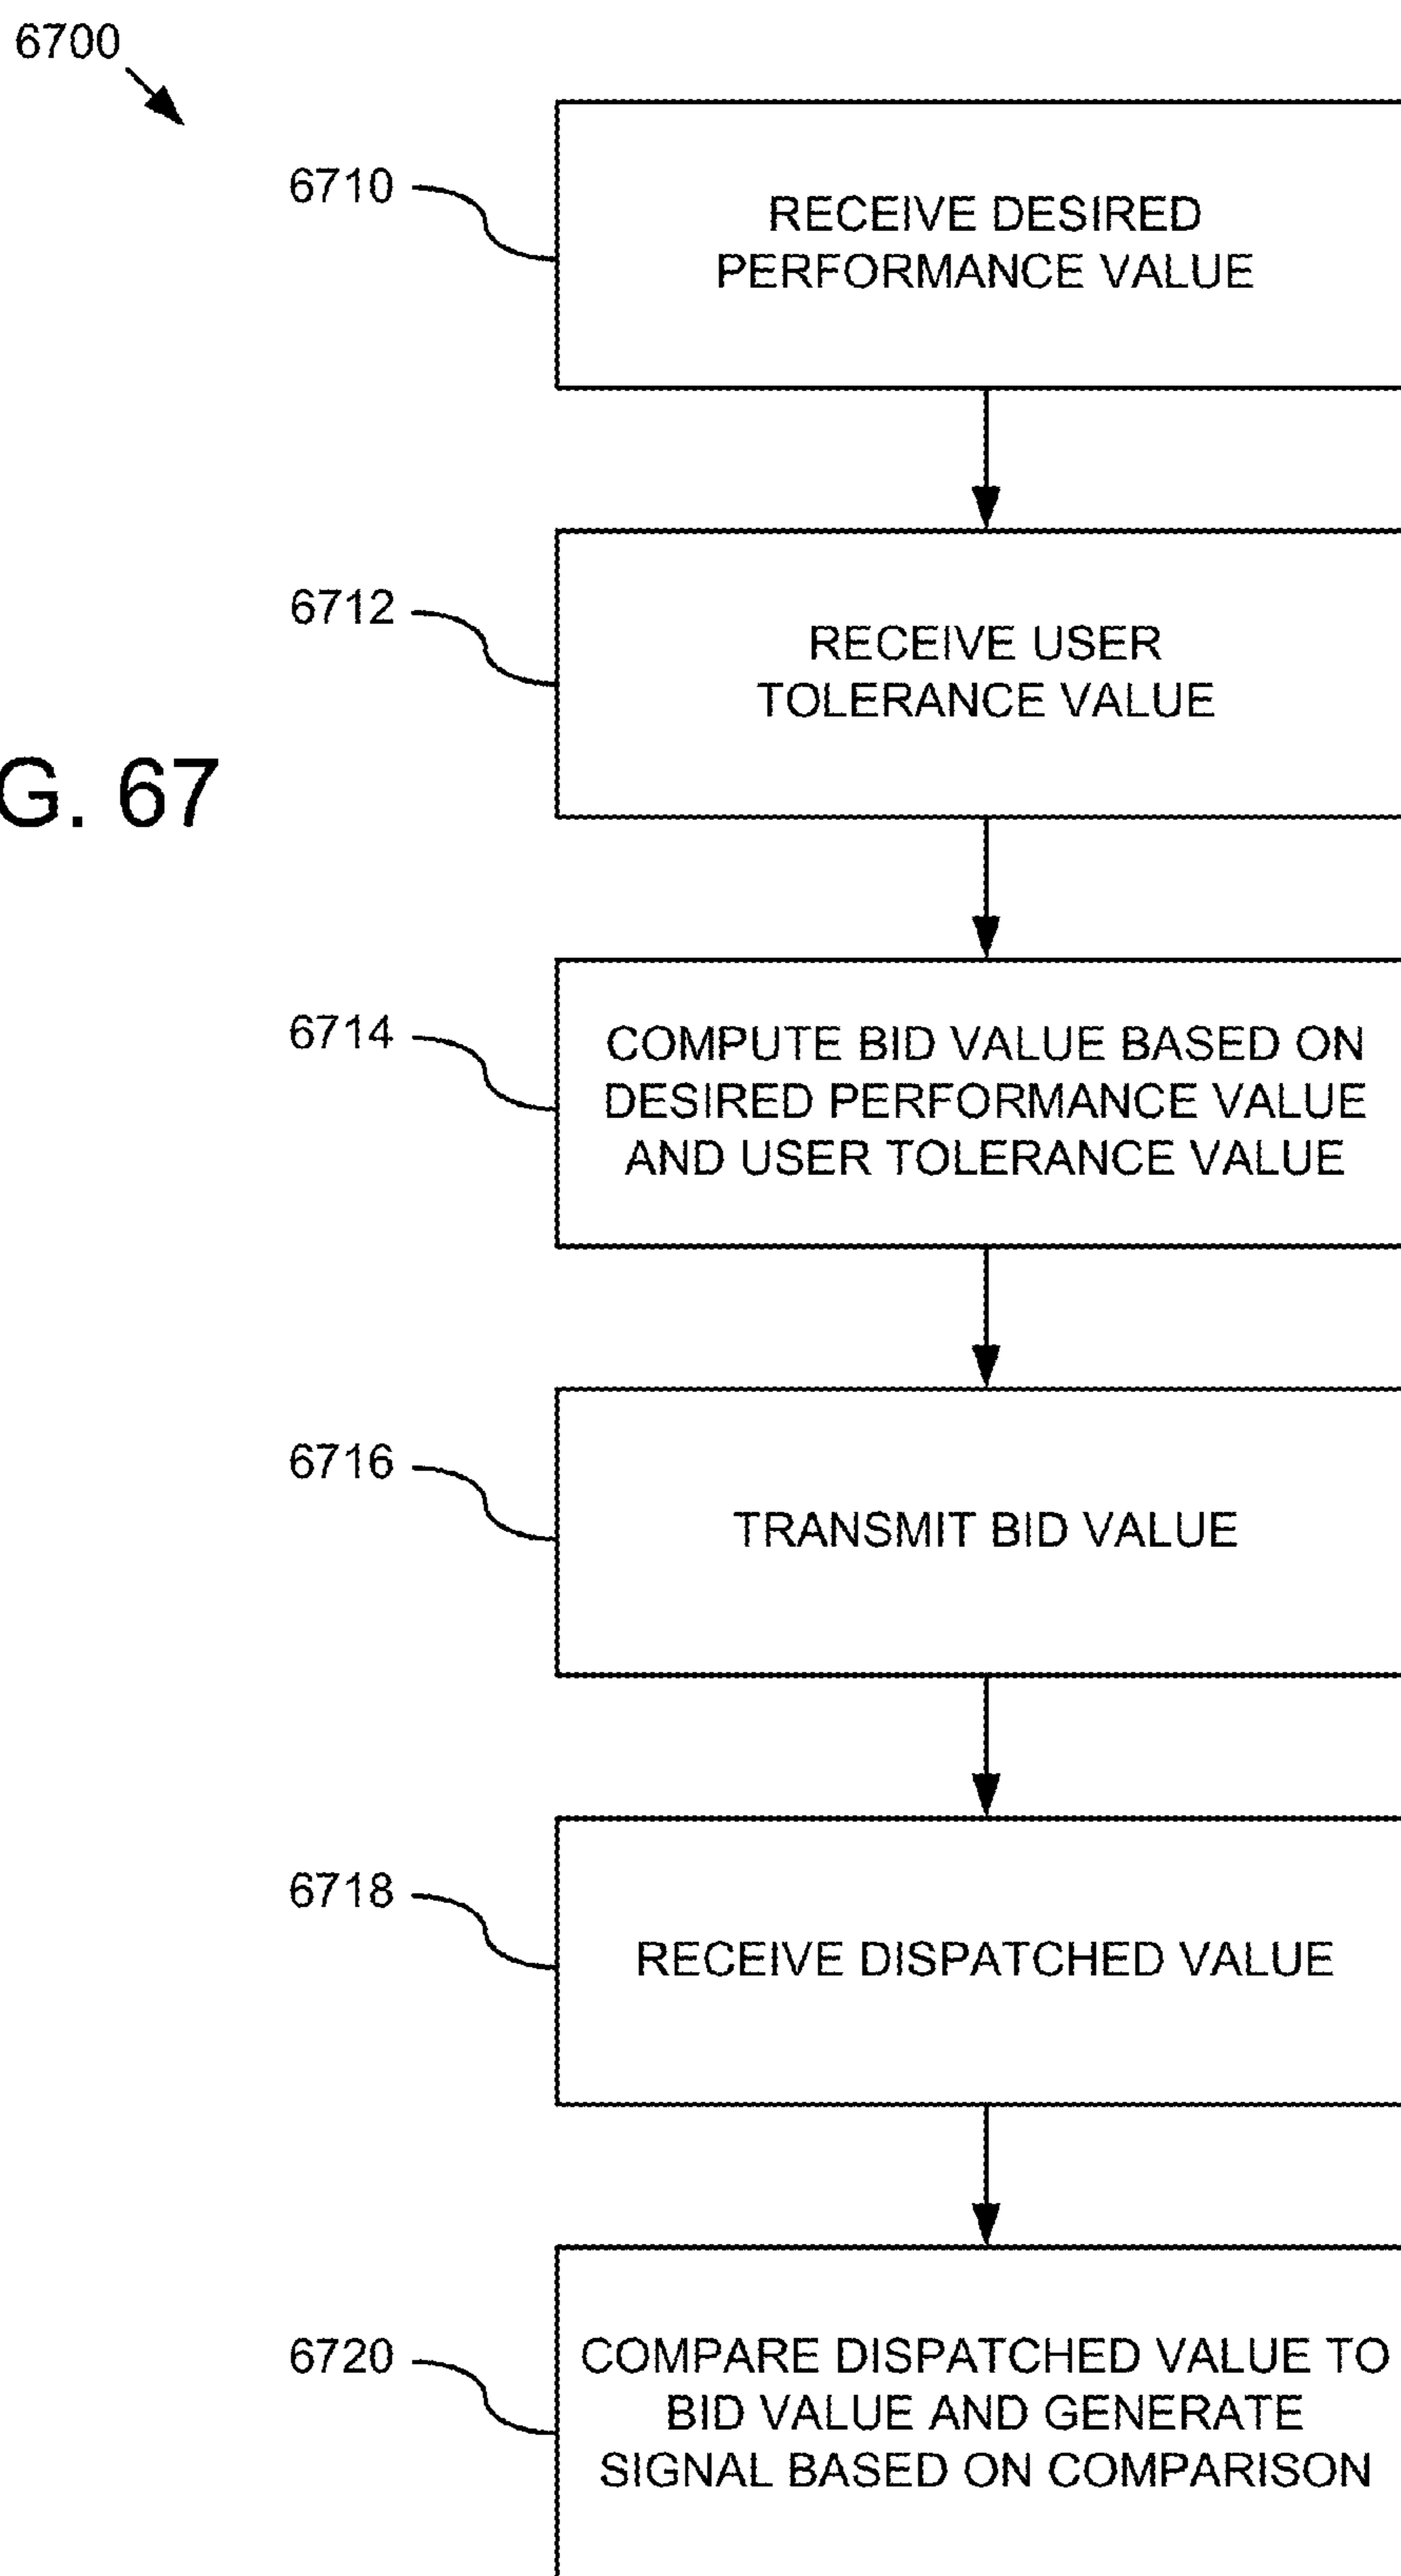 6700
6710
RECEIVE DESIRED
PERFORMANCE VALUE
6712
RECEIVE USER
TOLERANCE VALUE
G. 67
6714
COMPUTE BID VALUE BASED ON
DESIRED PERFORMANCE VALUE
AND USER TOLERANCE VALUE
6716
TRANSMIT BID VALUE
6718
RECEIVE DISPATCHED VALUE
6720
COMPARE DISPATCHED VALUE TO
BID VALUE AND GENERATE
SIGNAL BASED ON COMPARISON